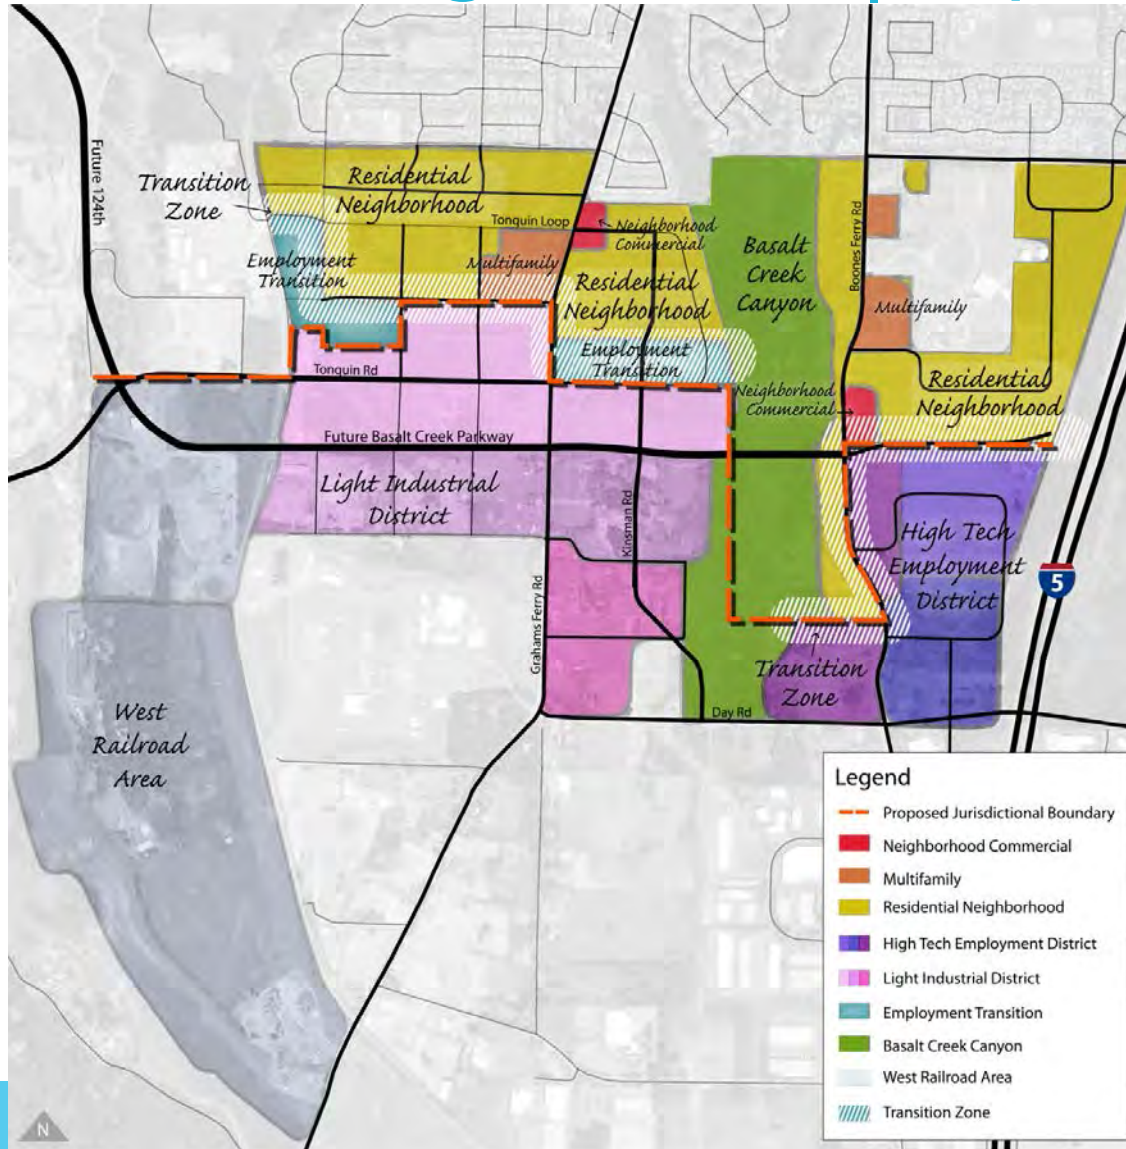 Future 124th
Transition
Zone
Residential
Neighborhood
Tonquin Loop
Neighborhood
Commercial
Employment
Transition
Multifamily
Residential
Neighborhood
Basalt
Creek
Canyon
Boones Ferry Rd
Multifamily
Employment
Transition
Tonquin Rd
Neighborhood
Commercial
Residential
Neighborhood
Future Basalt Creek Parkway
Light Industrial
District
Kinsman Rd
High Tech
Employment
District
5
Grahams Ferry Rd
Transition
Zone
Day Rd
West
Railroad
Area
Legend
Proposed Jurisdictional Boundary
Neighborhood Commercial
Multifamily
Residential Neighborhood
High Tech Employment District
Light Industrial District
Employment Transition
Basalt Creek Canyon
West Railroad Area
Transition Zone
N